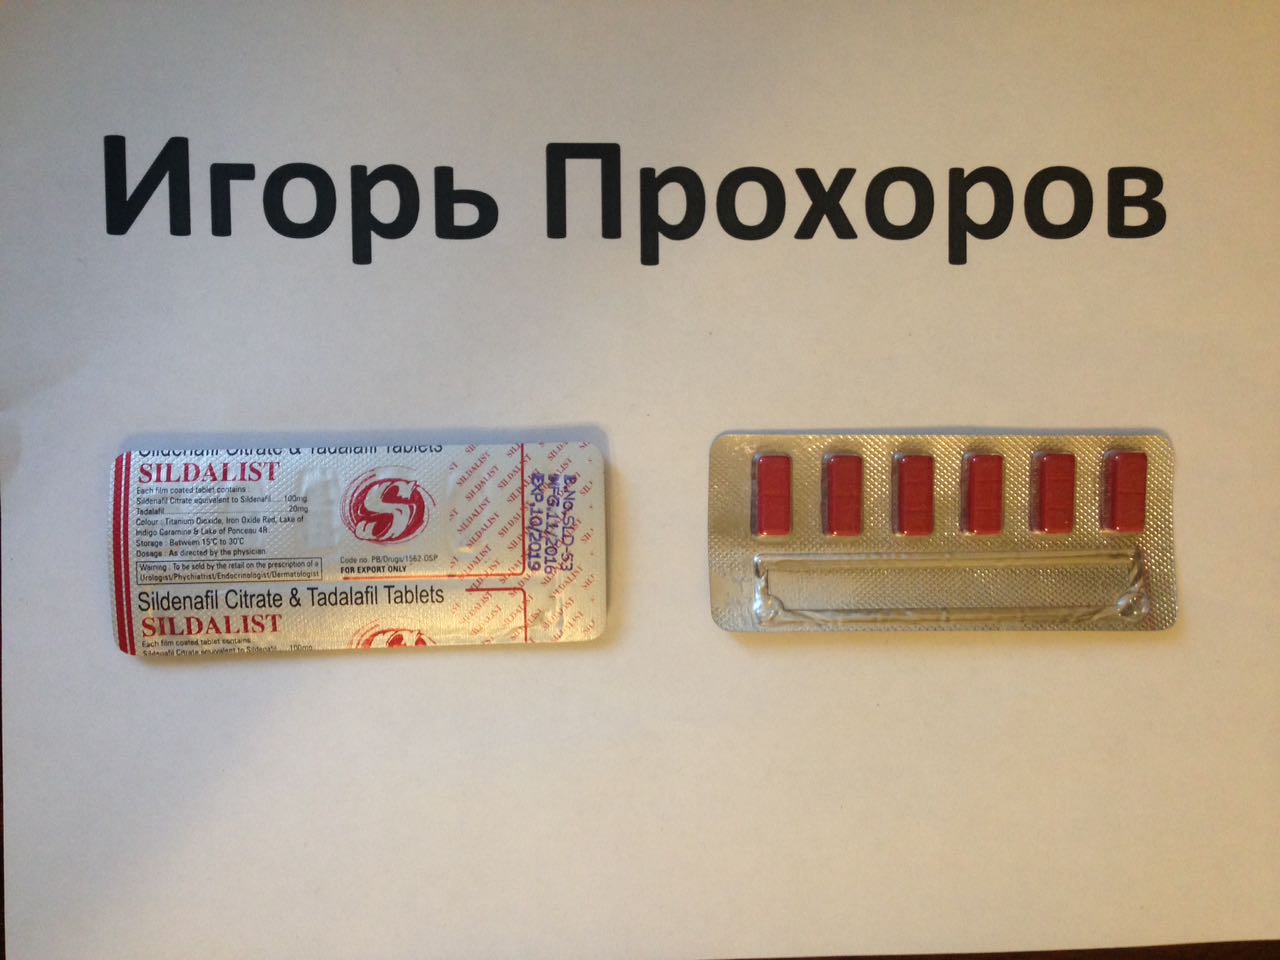 Игорь Прохоров
Sildenafil Citrate & Tadalafil Tablets
SILDALIST
Each film coated tablet contains :
Sildenafil Citrate equivalent to Sildenafil.... 100mg
Tadalafil ............ 20mg
Colour : Titanium Dioxide, Iron Oxide Red, Lake of
Indigo Caramine & Lake of Ponceau 4R.
Storage : Between 15°C to 30°C
Dosage : As directed by the physician.
Warning : To be sold by the retail on the prescription of a
Urologist/Phychiatrist/Endocrinologist/Dermatologist
S
Code no. PB/Drugs/1562-DSP
FOR EXPORT ONLY
B.No.SLD-53
MFG.11/2016
EXP.10/2019
Sildenafil Citrate & Tadalafil Tablets
SILDALIST
Each film coated tablet contains
Sildenafil Citrate equivalent to Sildenafil.... 100mg